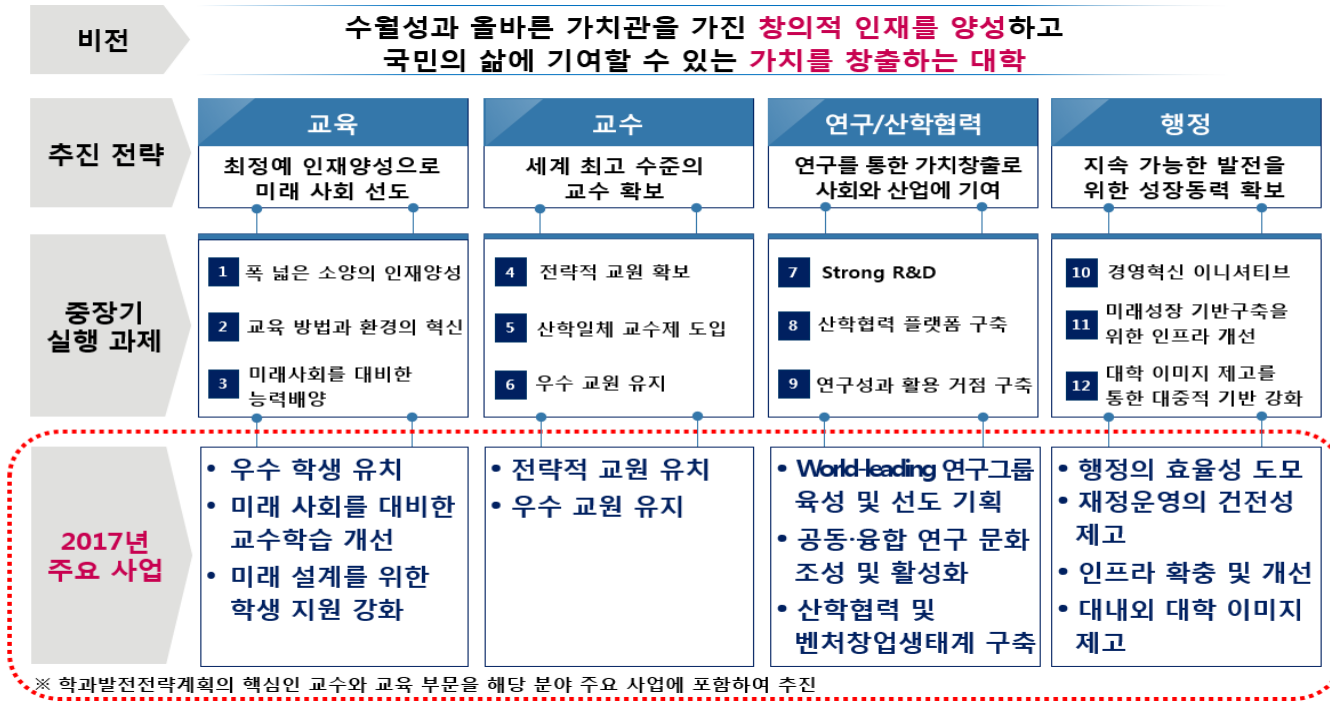 비전
수월성과 올바른 가치관을 가진 창의적 인재를 양성하고
국민의 삶에 기여할 수 있는 가치를 창출하는 대학
추진 전략
교육
최정예 인재양성으로
미래 사회 선도
교수
세계 최고 수준의
교수 확보
연구/산학협력
연구를 통한 가치창출로
사회와 산업에 기여
행정
지속 가능한 발전을
위한 성장동력 확보
중장기
실행 과제
1 폭 넓은 소양의 인재양성
2 교육 방법과 환경의 혁신
3 미래사회를 대비한
능력배양
4 전략적 교원 확보
5 산학일체 교수제 도입
6 우수 교원 유지
7 Strong R&D
8 산학협력 플랫폼 구축
9 연구성과 활용 거점 구축
10 경영혁신 이니셔티브
11 미래성장 기반구축을
위한 인프라 개선
12 대학 이미지 제고를
통한 대중적 기반 강화
2017년
주요 사업
• 우수 학생 유치
• 미래 사회를 대비한
교수학습 개선
• 미래 설계를 위한
학생 지원 강화
• 전략적 교원 유치
• 우수 교원 유지
• World-leading 연구그룹
육성 및 선도 기획
• 공동·융합 연구 문화
조성 및 활성화
• 산학협력 및
벤처창업생태계 구축
• 행정의 효율성 도모
• 재정운영의 건전성
제고
• 인프라 확충 및 개선
• 대내외 대학 이미지
제고
※ 학과발전전략계획의 핵심인 교수와 교육 부문을 해당 분야 주요 사업에 포함하여 추진